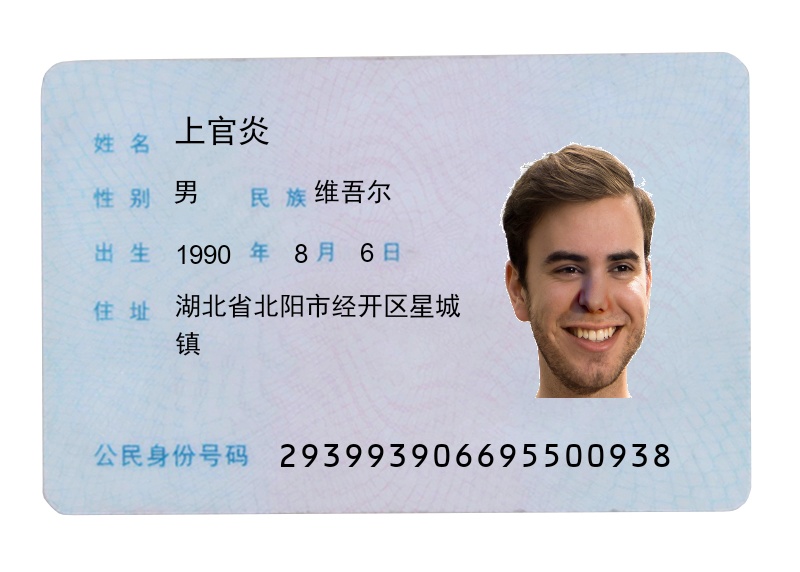 姓名 上官炎
性别 男 民族 维吾尔
出生 1990 年 8 月 6 日
住址 湖北省北阳市经开区星城
镇
公民身份号码 293993906695500938